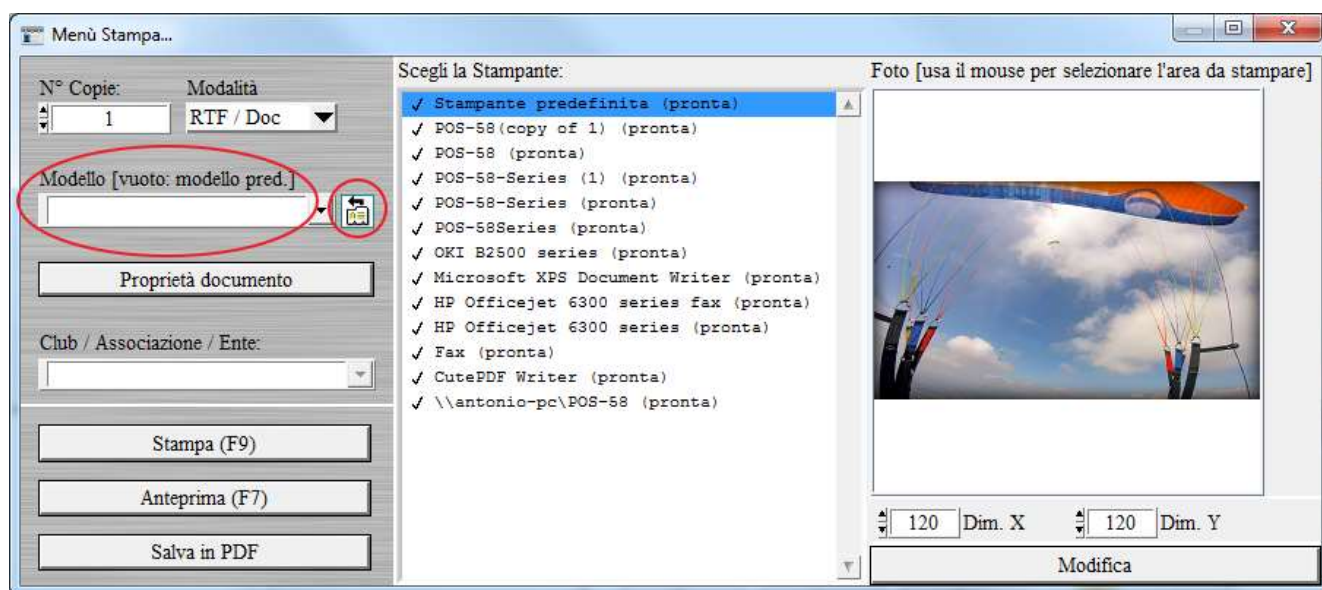 Menù Stampa...
N° Copie:
Modalità
1
RTF / Doc
Modello [vuoto: modello pred.]
Proprietà documento
Club / Associazione / Ente:
Stampa (F9)
Anteprima (F7)
Salva in PDF
Scegli la Stampante:
Stampante predefinita (pronta)
POS-58(copy of 1) (pronta)
POS-58 (pronta)
POS-58-Series (1) (pronta)
POS-58-Series (pronta)
POS-58Series (pronta)
OKI B2500 series (pronta)
Microsoft XPS Document Writer (pronta)
HP Officejet 6300 series fax (pronta)
HP Officejet 6300 series (pronta)
Fax (pronta)
CutePDF Writer (pronta)
\\antonio-pc\POS-58 (pronta)
Foto [usa il mouse per selezionare l'area da stampare]
120 Dim. X
120 Dim. Y
Modifica